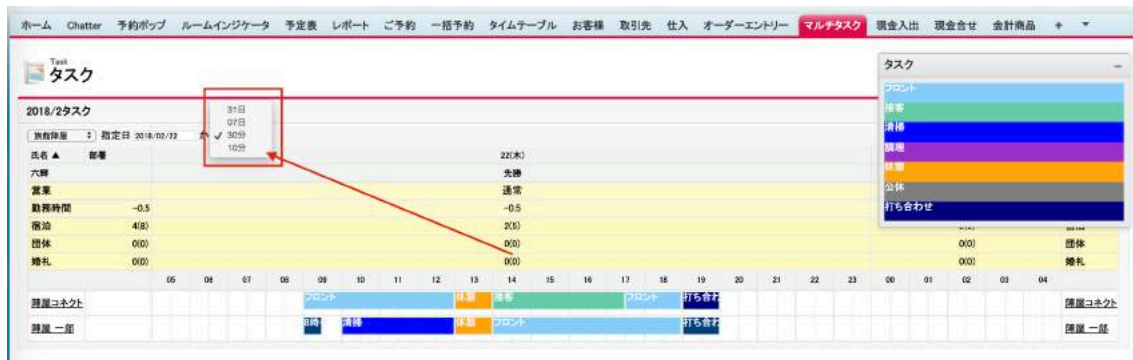 ホーム Chatter 予約ポップ ルームインジケータ 予定表 レポート ご予約 一括予約 タイムテーブル お客様 取引先 仕入 オーダーエントリー マルチタスク 現金入出 現金合せ 会計商品 +
Task
タスク
タスク −
フロント
接客
清掃
調理
休憩
公休
打ち合わせ
2018/2タスク
旅館陣屋 指定日 2018/02/22 か
31日
07日
✓ 30分
10分
氏名 ▲ 部署 22(木)
六輝 先勝
営業 通常
勤務時間 -0.5 -0.5
宿泊 4(8) 2(5) 宿泊
団体 0(0) 0(0) 0(0) 団体
婚礼 0(0) 0(0) 0(0) 婚礼
05 06 07 08 09 10 11 12 13 14 15 16 17 18 19 20 21 22 23 00 01 02 03 04
陣屋コネクト フロント 休憩 接客 フロント 打ち合わ 陣屋コネクト
陣屋 一郎 8時 清掃 休憩 フロント 打ち合わ 陣屋 一郎